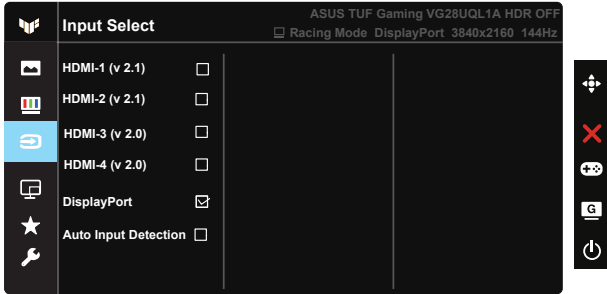 ASUS TUF Gaming VG28UQL1A HDR OFF
Input Select
Racing Mode DisplayPort 3840x2160 144Hz
HDMI-1 (v 2.1)
HDMI-2 (v 2.1)
HDMI-3 (v 2.0)
HDMI-4 (v 2.0)
DisplayPort
Auto Input Detection
G